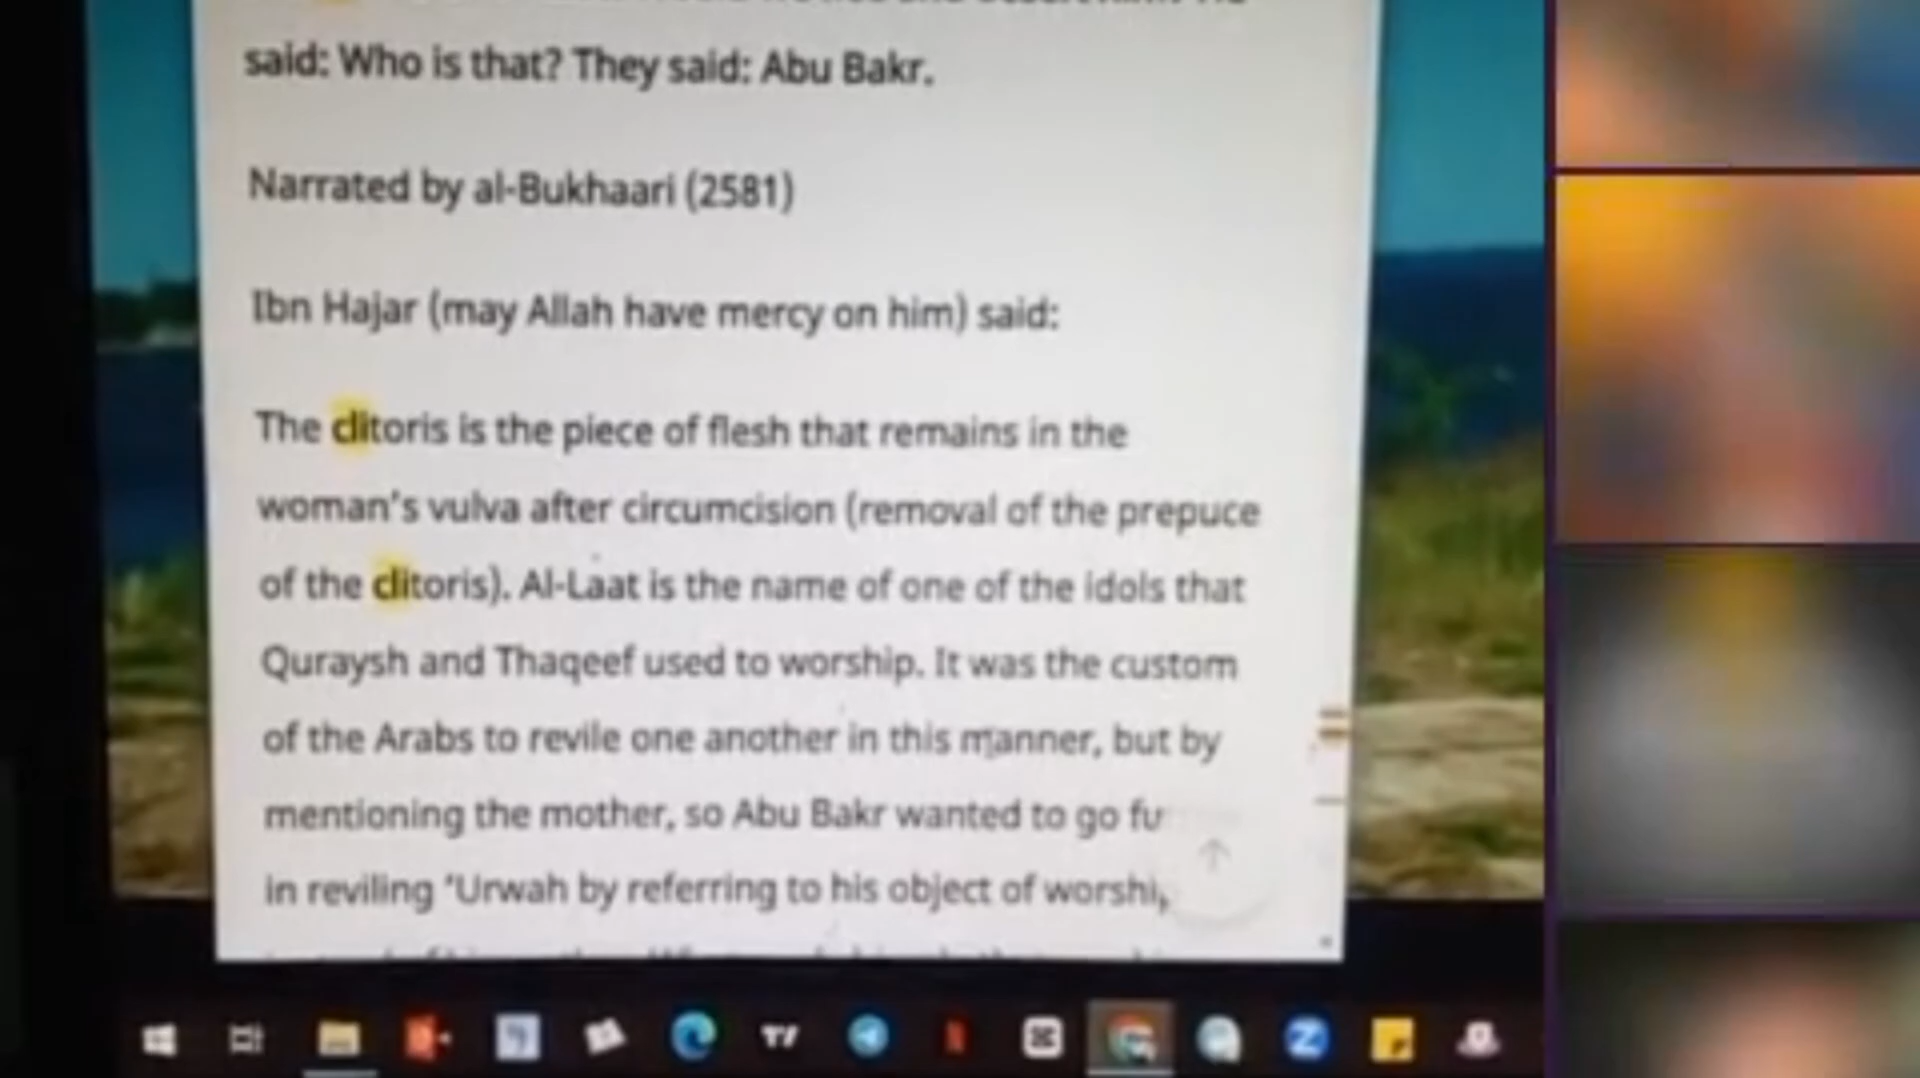 said: Who is that? They said: Abu Bakr.
Narrated by al-Bukhaari (2581)
Ibn Hajar (may Allah have mercy on him) said:
The clitoris is the piece of flesh that remains in the
woman's vulva after circumcision (removal of the prepuce
of the clitoris). Al-Laat is the name of one of the idols that
Quraysh and Thaqeef used to worship. It was the custom
of the Arabs to revile one another in this manner, but by
mentioning the mother, so Abu Bakr wanted to go fu
in reviling 'Urwah by referring to his object of worship